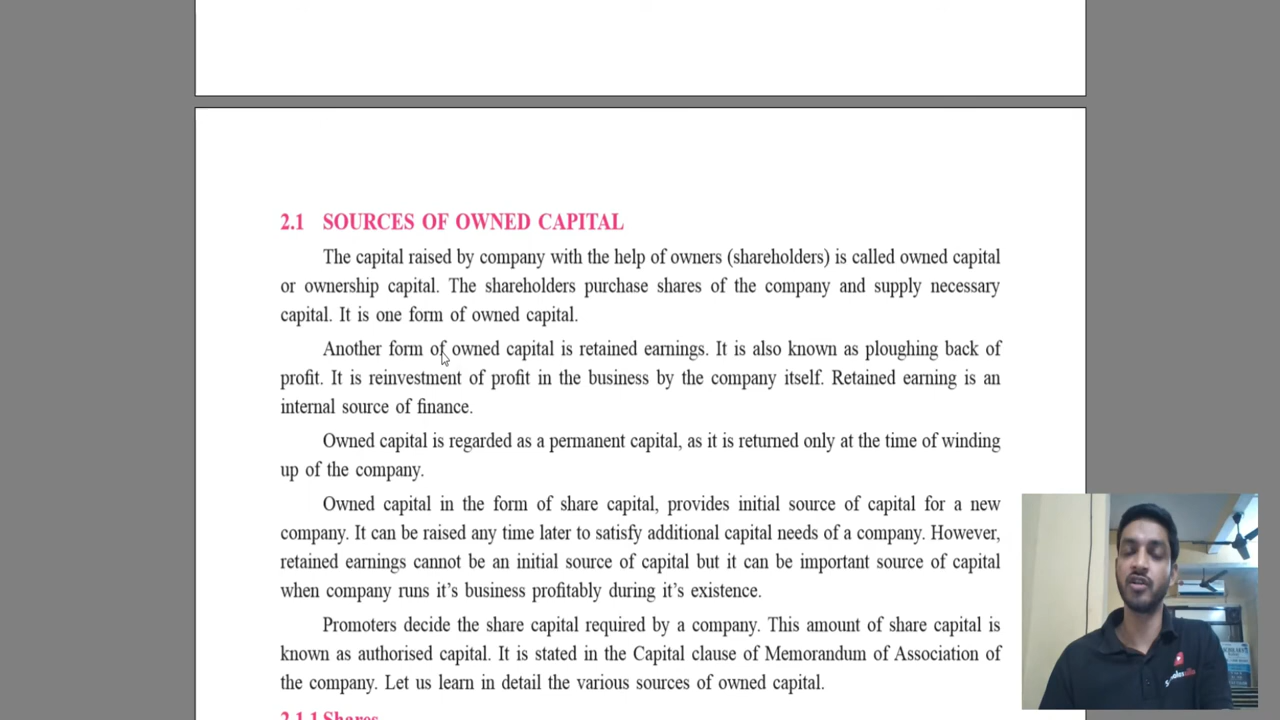 2.1 SOURCES OF OWNED CAPITAL
The capital raised by company with the help of owners (shareholders) is called owned capital
or ownership capital. The shareholders purchase shares of the company and supply necessary
capital. It is one form of owned capital.
Another form of owned capital is retained earnings. It is also known as ploughing back of
profit. It is reinvestment of profit in the business by the company itself. Retained earning is an
internal source of finance.
Owned capital is regarded as a permanent capital, as it is returned only at the time of winding
up of the company.
Owned capital in the form of share capital, provides initial source of capital for a new
company. It can be raised any time later to satisfy additional capital needs of a company. However,
retained earnings cannot be an initial source of capital but it can be important source of capital
when company runs it's business profitably during it's existence.
Promoters decide the share capital required by a company. This amount of share capital is
known as authorised capital. It is stated in the Capital clause of Memorandum of Association of
the company. Let us learn in detail the various sources of owned capital.
2.1.1 Shares